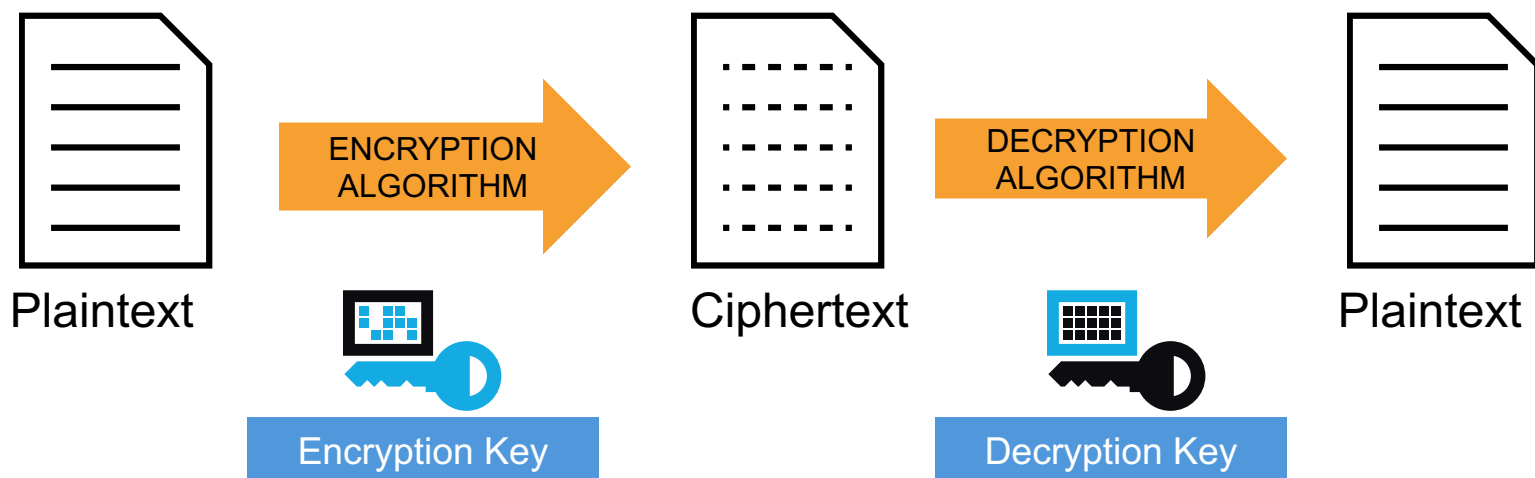 ENCRYPTION
ALGORITHM
DECRYPTION
ALGORITHM
Plaintext
Ciphertext
Plaintext
Encryption Key
Decryption Key